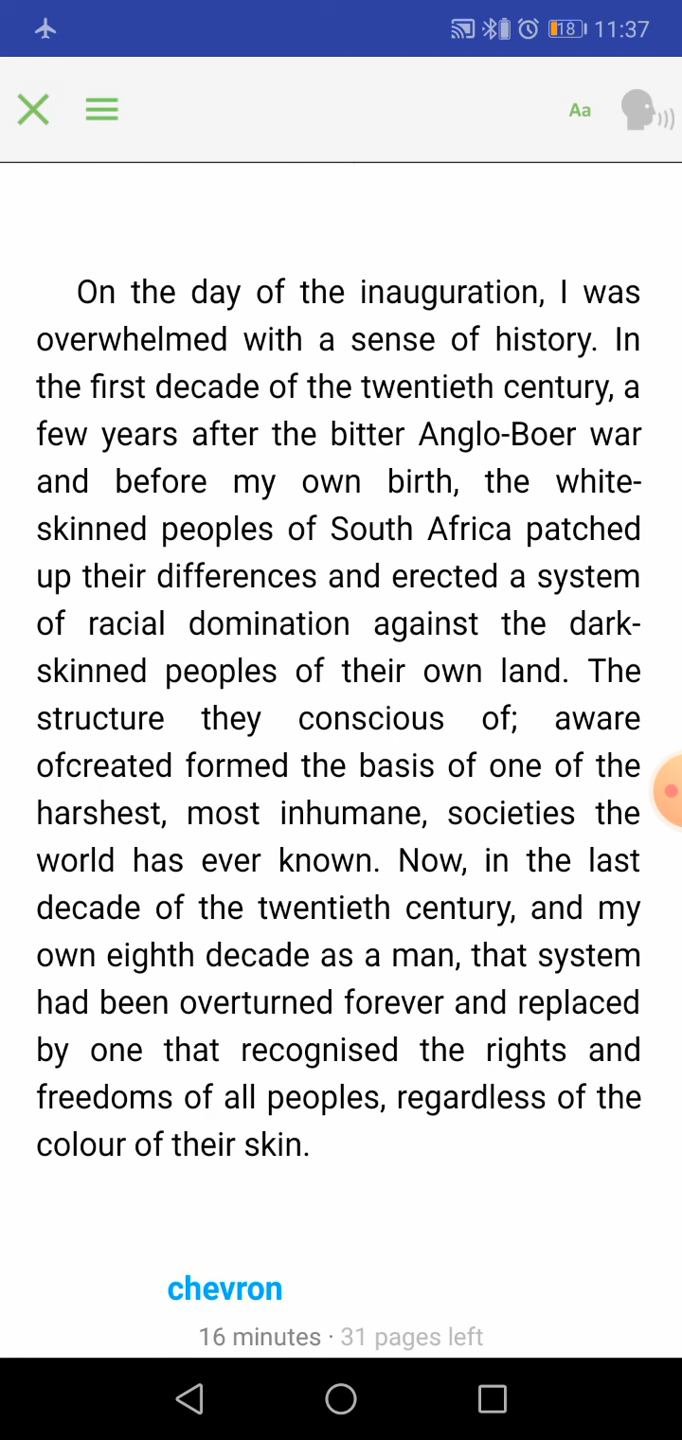 18 11:37
Aa
On the day of the inauguration, I was
overwhelmed with a sense of history. In
the first decade of the twentieth century, a
few years after the bitter Anglo-Boer war
and before my own birth, the white-
skinned peoples of South Africa patched
up their differences and erected a system
of racial domination against the dark-
skinned peoples of their own land. The
structure they conscious of; aware
ofcreated formed the basis of one of the
harshest, most inhumane, societies the
world has ever known. Now, in the last
decade of the twentieth century, and my
own eighth decade as a man, that system
had been overturned forever and replaced
by one that recognised the rights and
freedoms of all peoples, regardless of the
colour of their skin.
chevron
16 minutes · 31 pages left